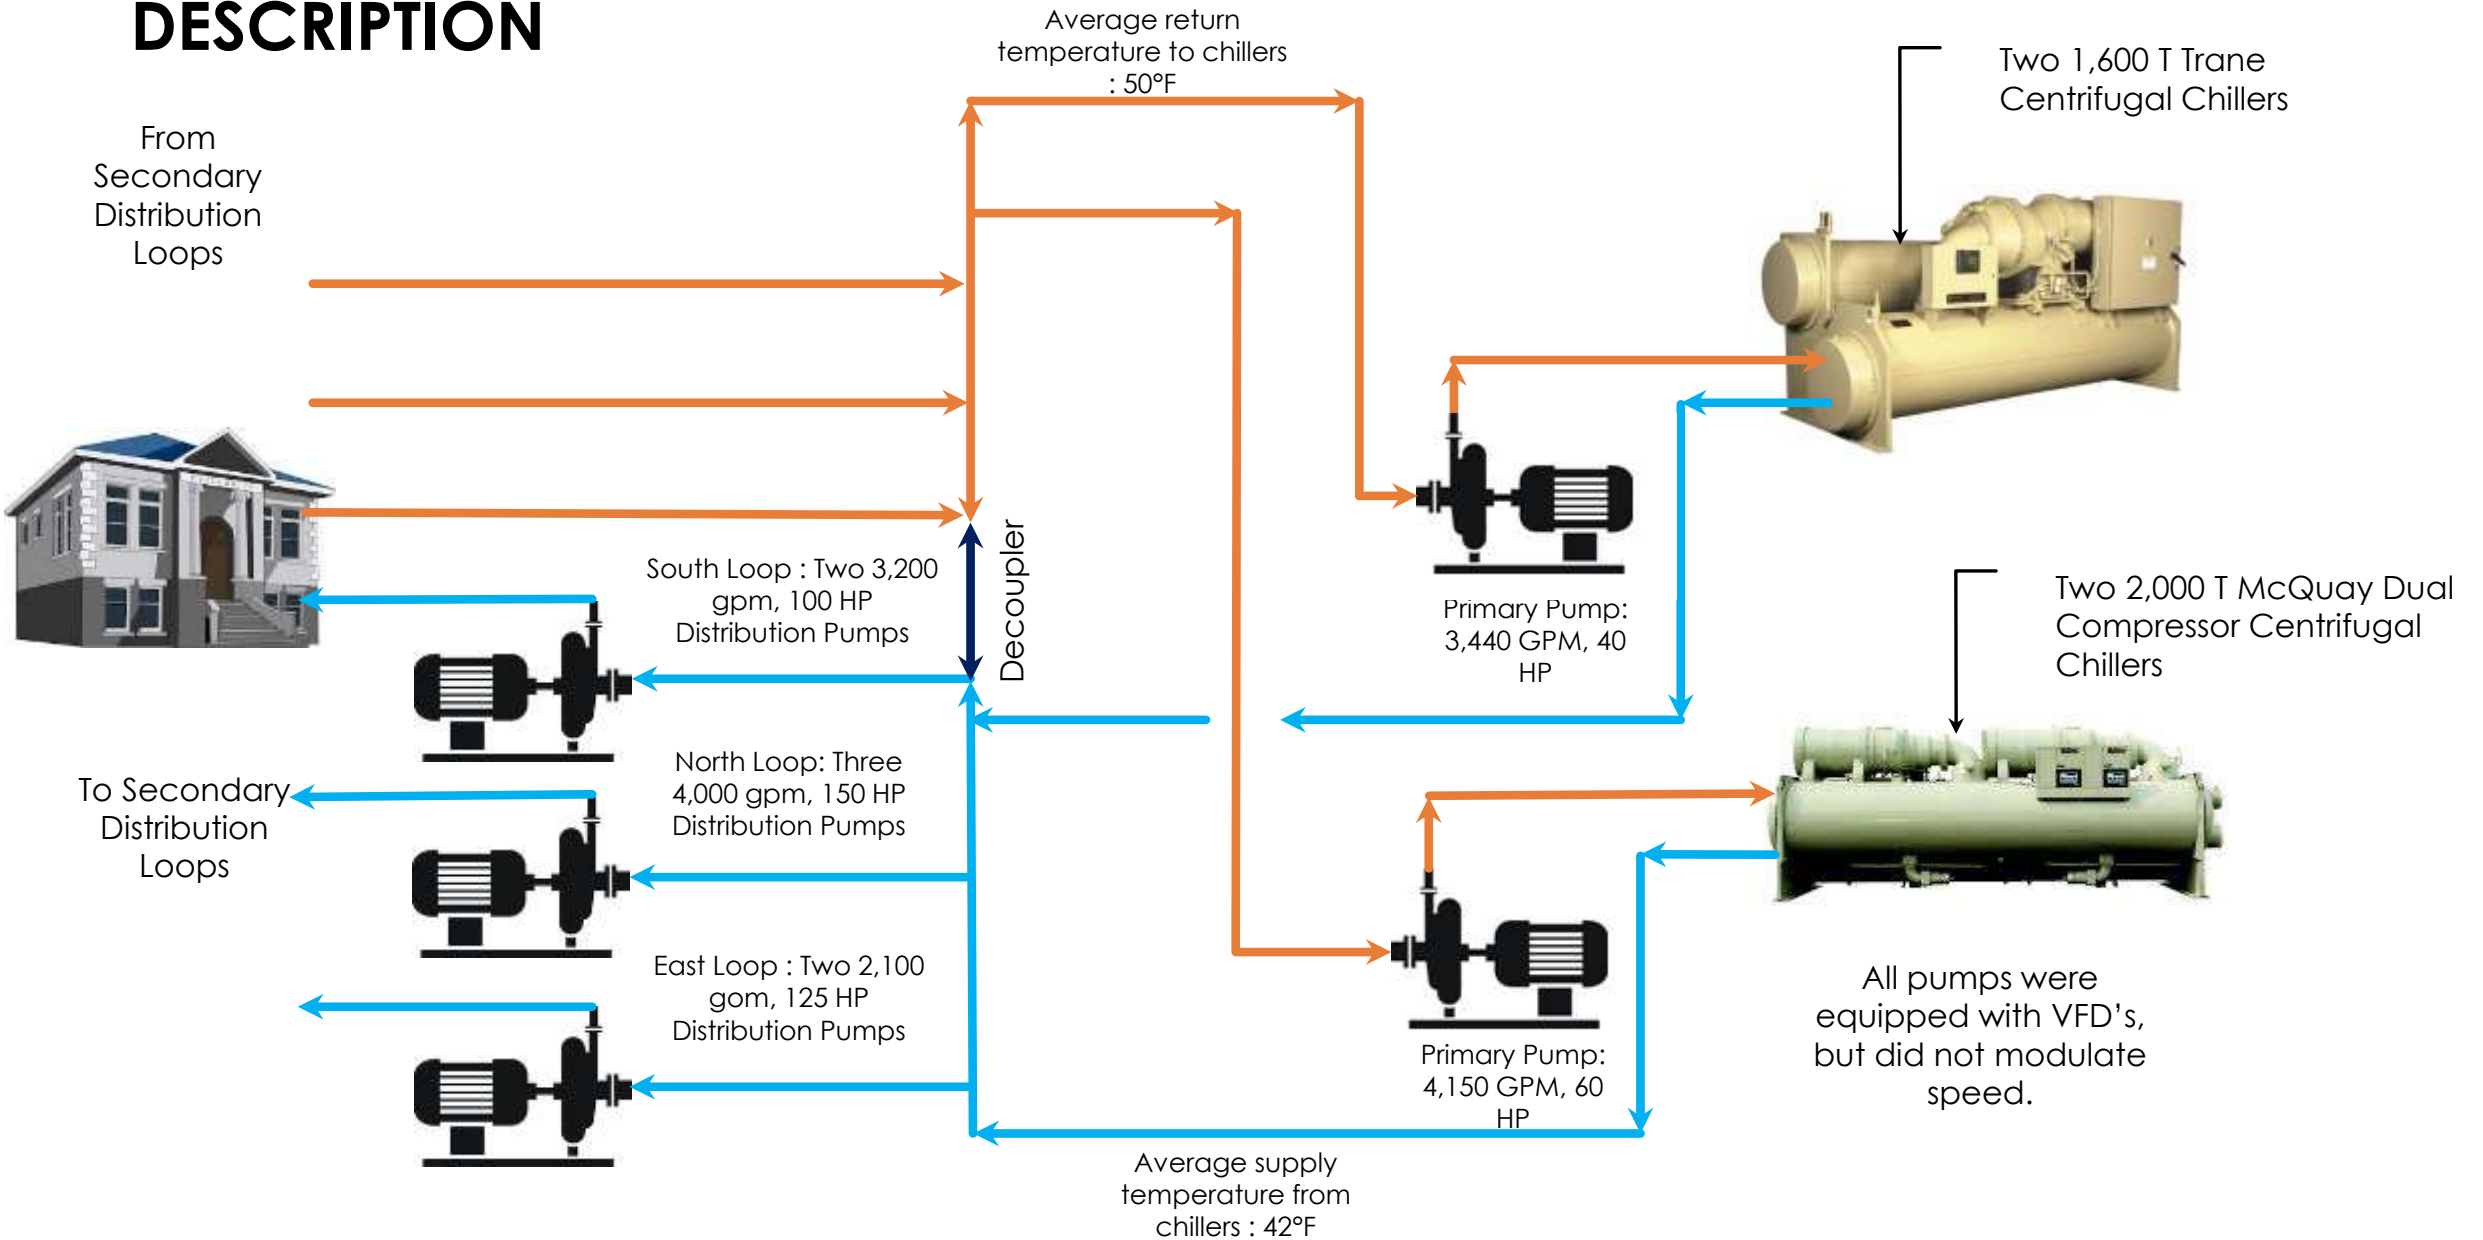 DESCRIPTION
Average return
temperature to chillers
: 50°F
Two 1,600 T Trane
Centrifugal Chillers
From
Secondary
Distribution
Loops
Decoupler
South Loop : Two 3,200
gpm, 100 HP
Distribution Pumps
Primary Pump:
3,440 GPM, 40
HP
Two 2,000 T McQuay Dual
Compressor Centrifugal
Chillers
North Loop: Three
4,000 gpm, 150 HP
Distribution Pumps
To Secondary
Distribution
Loops
East Loop : Two 2,100
gom, 125 HP
Distribution Pumps
All pumps were
equipped with VFD's,
but did not modulate
speed.
Primary Pump:
4,150 GPM, 60
HP
Average supply
temperature from
chillers : 42°F